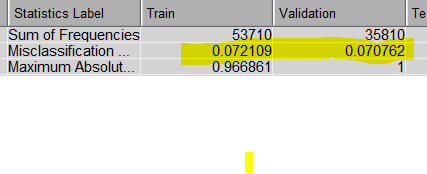 Statistics Label Train Validation Te
Sum of Frequencies 53710 35810
Misclassification ... 0.072109 0.070762
Maximum Absolut... 0.966861 1